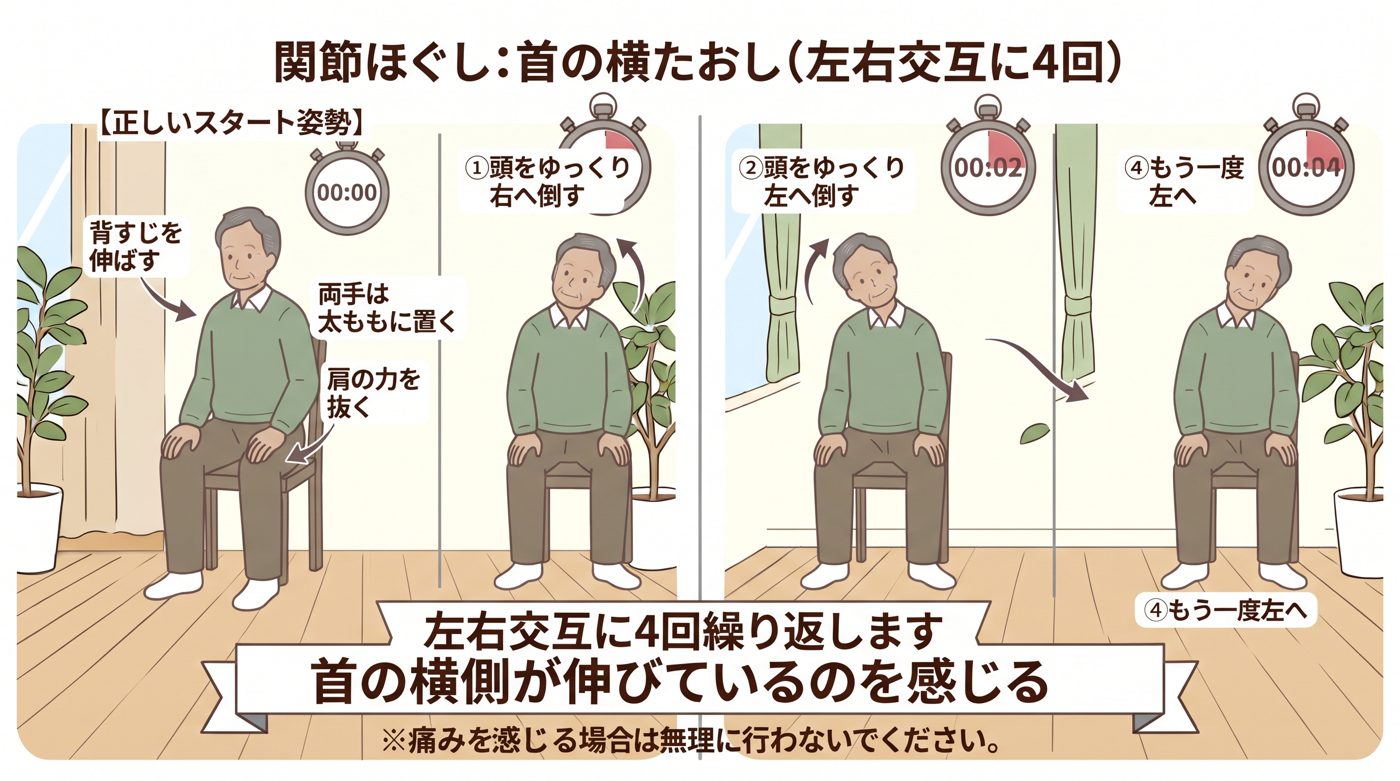 関節ほぐし：首の横たおし（左右交互に4回）
【正しいスタート姿勢】
00:00
背すじを
伸ばす
両手は
太ももに置く
肩の力を
抜く
①頭をゆっくり
右へ倒す
②頭をゆっくり
左へ倒す
00:02
④もう一度
左へ
00:04
④もう一度左へ
左右交互に4回繰り返します
首の横側が伸びているのを感じる
※痛みを感じる場合は無理に行わないでください。